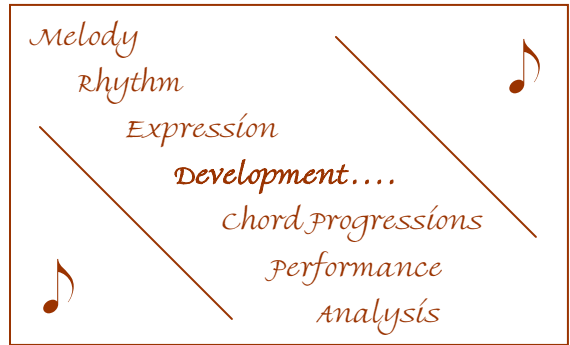 Melody
Rhythm
Expression
Development....
Chord Progressions
Performance
Analysis